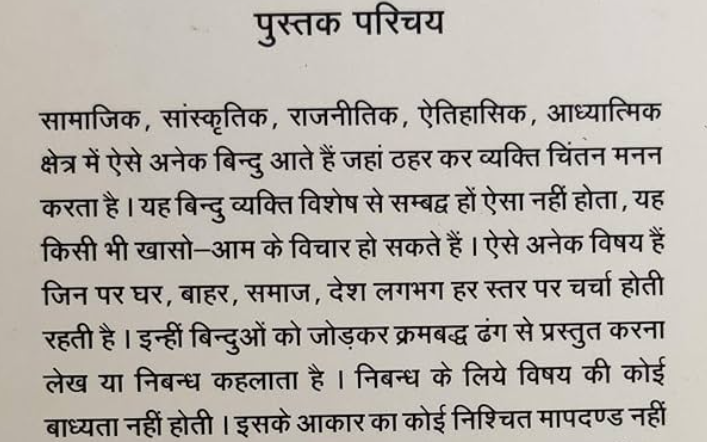 पुस्तक परिचय
सामाजिक, सांस्कृतिक, राजनीतिक, ऐतिहासिक, आध्यात्मिक
क्षेत्र में ऐसे अनेक बिन्दु आते हैं जहां ठहर कर व्यक्ति चिंतन मनन
करता है। यह बिन्दु व्यक्ति विशेष से सम्बद्व हों ऐसा नहीं होता, यह
किसी भी खासो–आम के विचार हो सकते हैं। ऐसे अनेक विषय हैं
जिन पर घर, बाहर, समाज, देश लगभग हर स्तर पर चर्चा होती
रहती है। इन्हीं बिन्दुओं को जोड़कर क्रमबद्ध ढंग से प्रस्तुत करना
लेख या निबन्ध कहलाता है । निबन्ध के लिये विषय की कोई
बाध्यता नहीं होती । इसके आकार का कोई निश्चित मापदण्ड नहीं